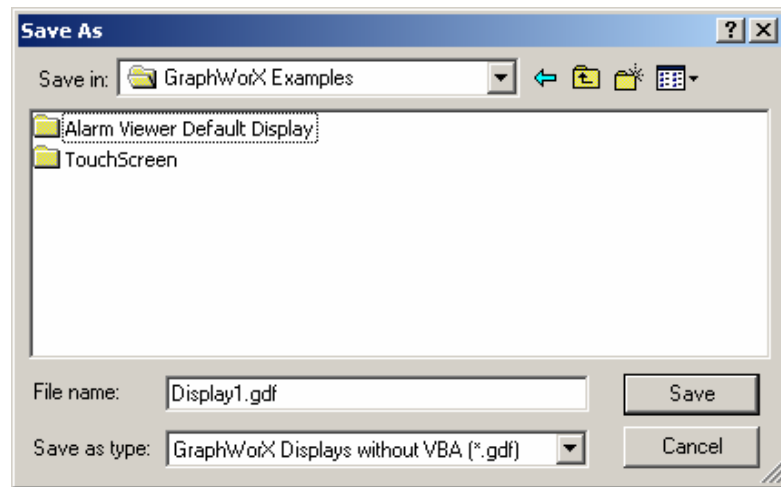 Save As
Save in: GraphWorX Examples
Alarm Viewer Default Display
TouchScreen
File name: Display1.gdf Save
Save as type: GraphWorX Displays without VBA (*.gdf) Cancel